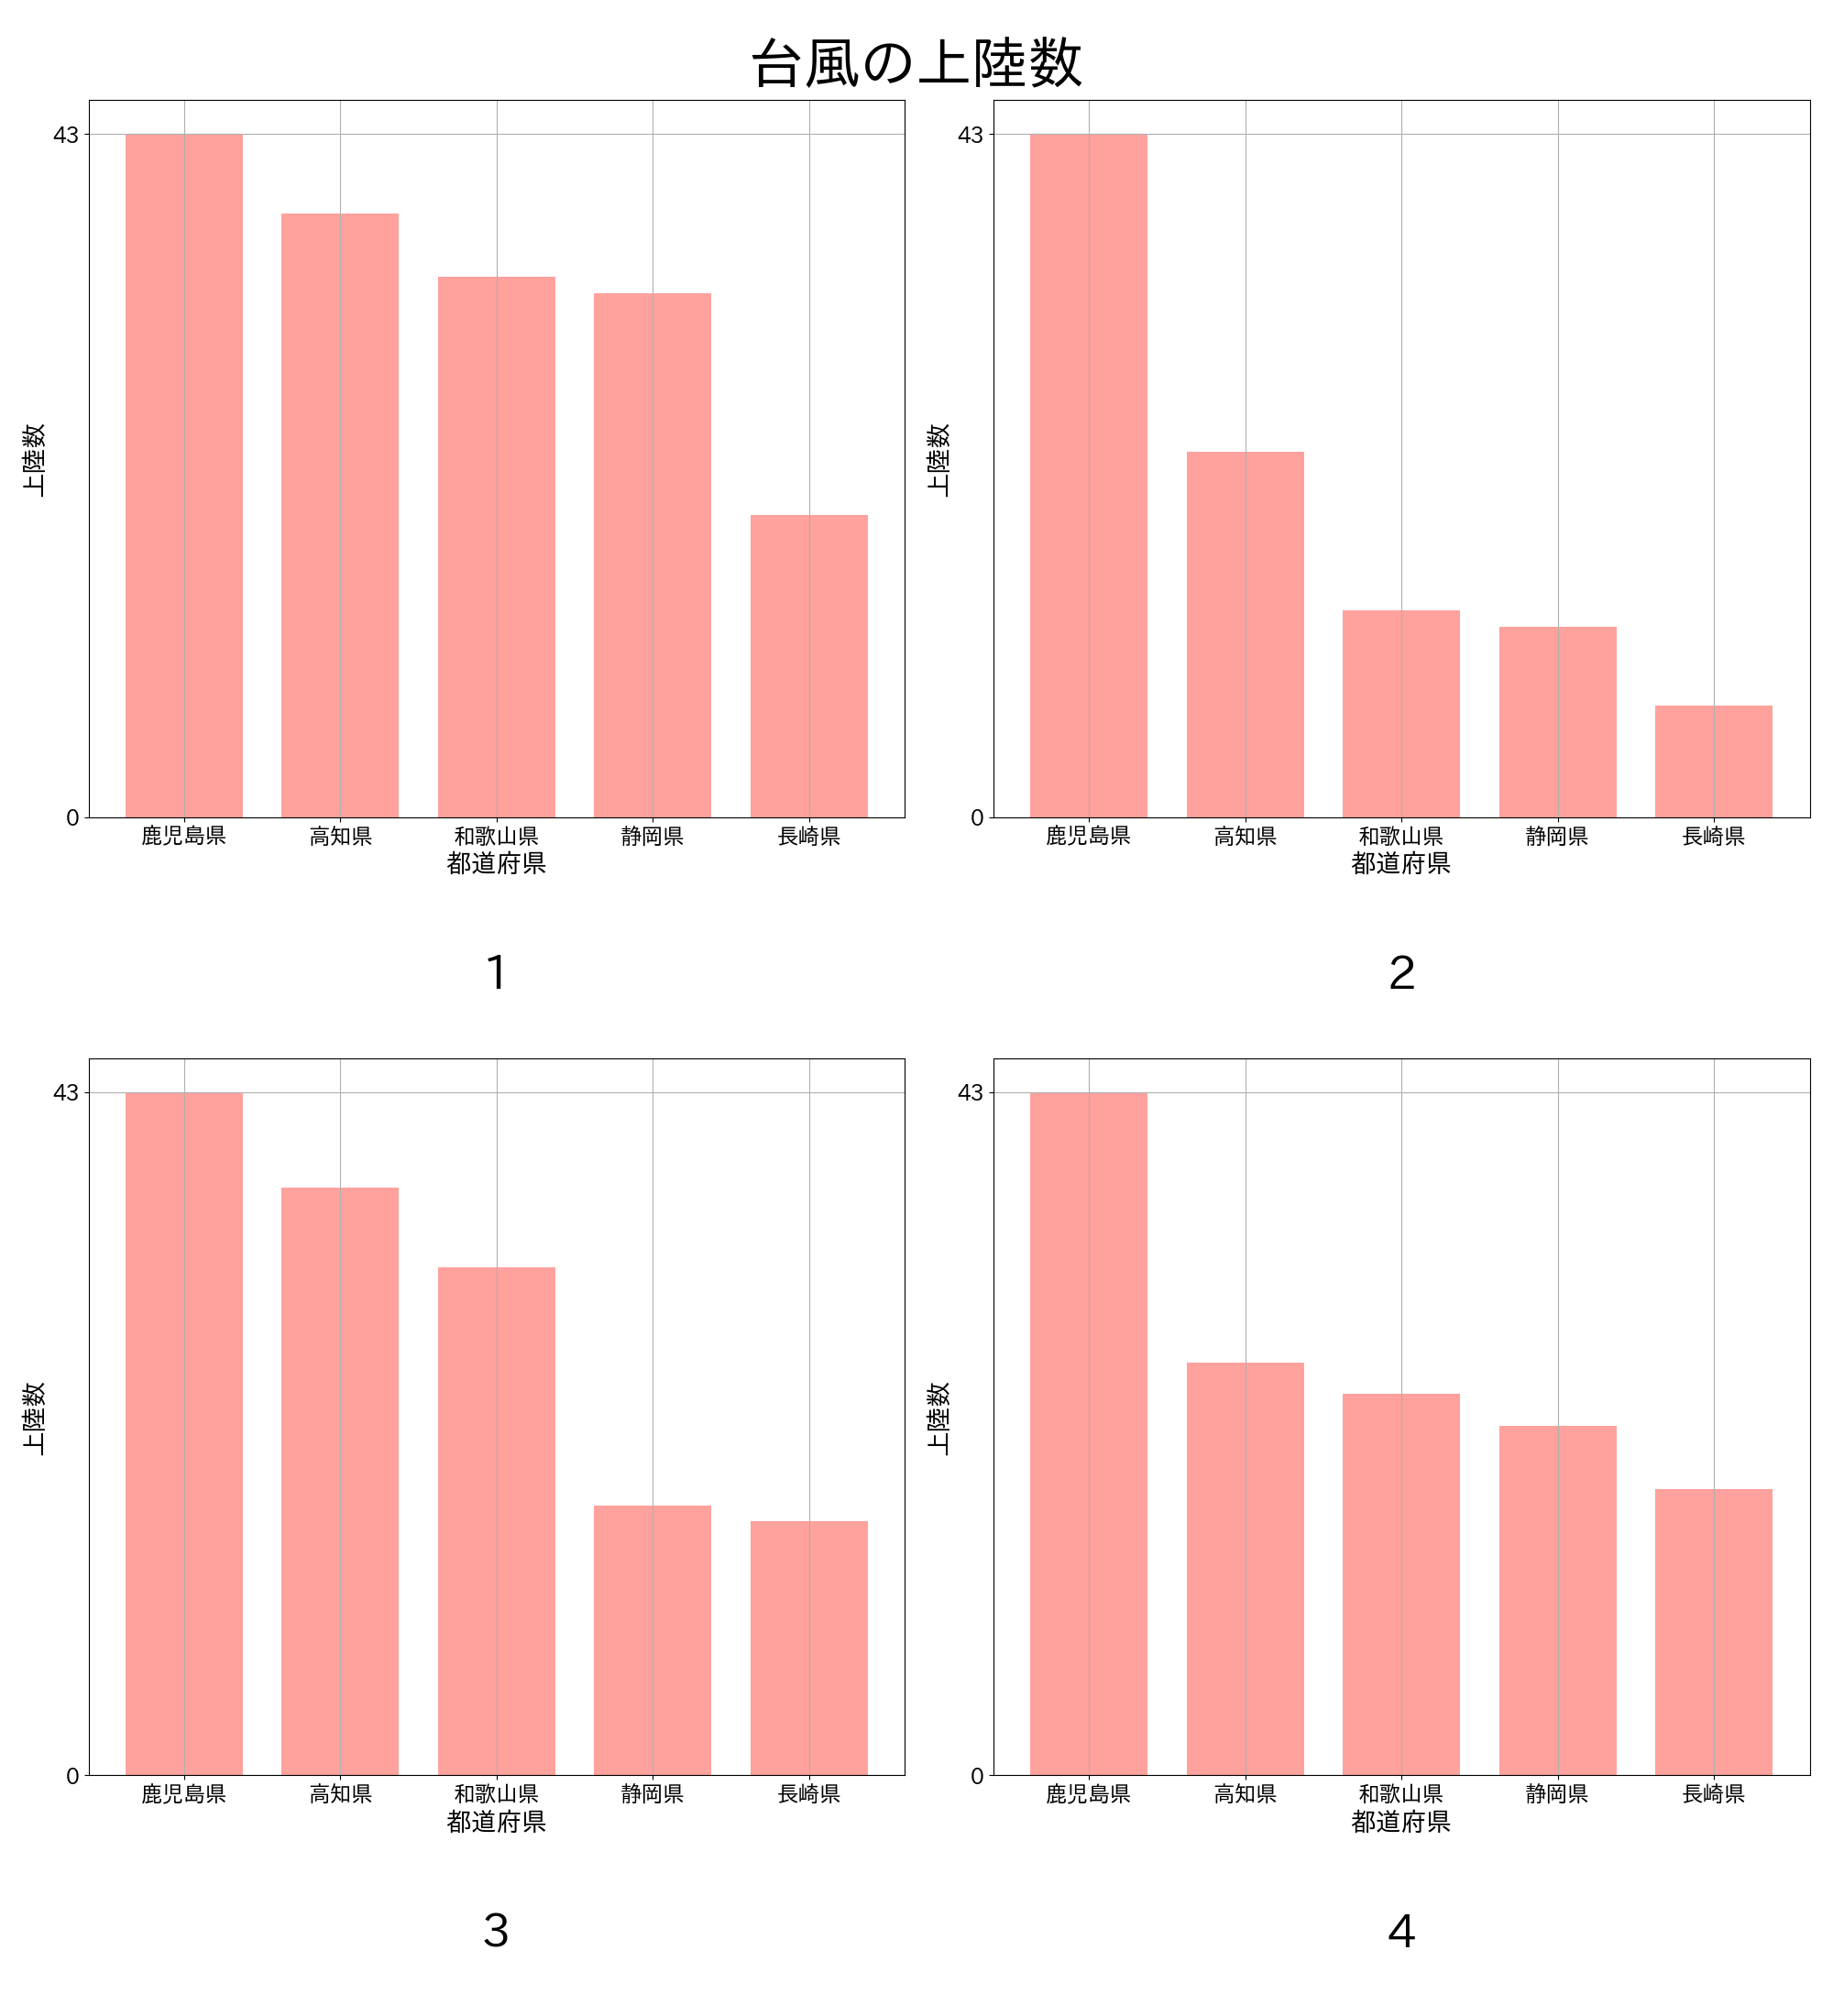 台風の上陸数
43
0
上陸数
鹿児島県 高知県 和歌山県 静岡県 長崎県
都道府県
1
43
0
上陸数
鹿児島県 高知県 和歌山県 静岡県 長崎県
都道府県
2
43
0
上陸数
鹿児島県 高知県 和歌山県 静岡県 長崎県
都道府県
3
43
0
上陸数
鹿児島県 高知県 和歌山県 静岡県 長崎県
都道府県
4